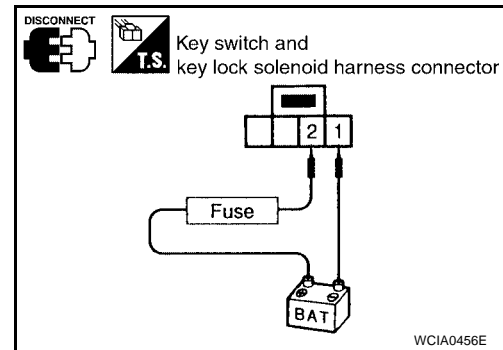 DISCONNECT
T.S.
Key switch and
key lock solenoid harness connector
2 1
Fuse
BAT
WCIA0456E